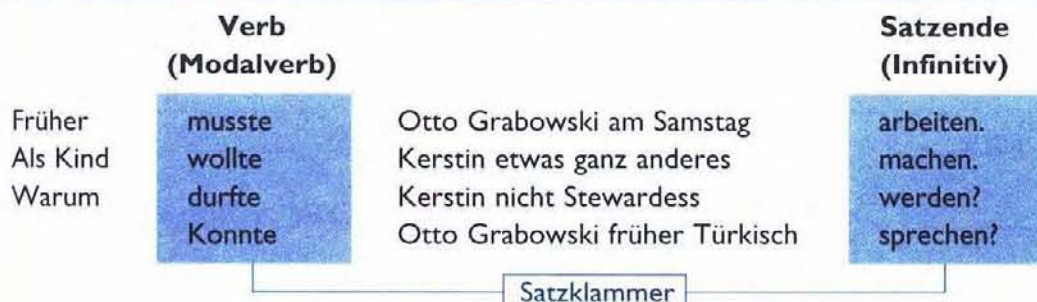 Verb Satzende
(Modalverb) (Infinitiv)
Früher musste Otto Grabowski am Samstag arbeiten.
Als Kind wollte Kerstin etwas ganz anderes machen.
Warum durfte Kerstin nicht Stewardess werden?
Konnte Otto Grabowski früher Türkisch sprechen?
Satzklammer